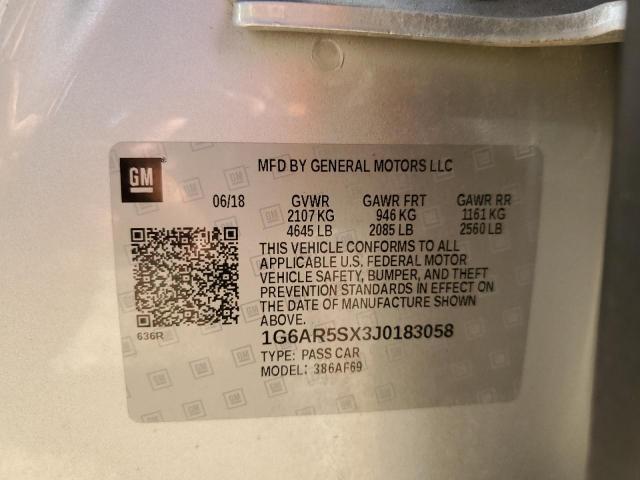 GM
MFD BY GENERAL MOTORS LLC
06/18 GVWR GAWR FRT GAWR RR
2107 KG 946 KG 1161 KG
4645 LB 2085 LB 2560 LB
THIS VEHICLE CONFORMS TO ALL
APPLICABLE U.S. FEDERAL MOTOR
VEHICLE SAFETY, BUMPER, AND THEFT
PREVENTION STANDARDS IN EFFECT ON
THE DATE OF MANUFACTURE SHOWN
ABOVE.
636R
1G6AR5SX3J0183058
TYPE: PASS CAR
MODEL: 386AF69